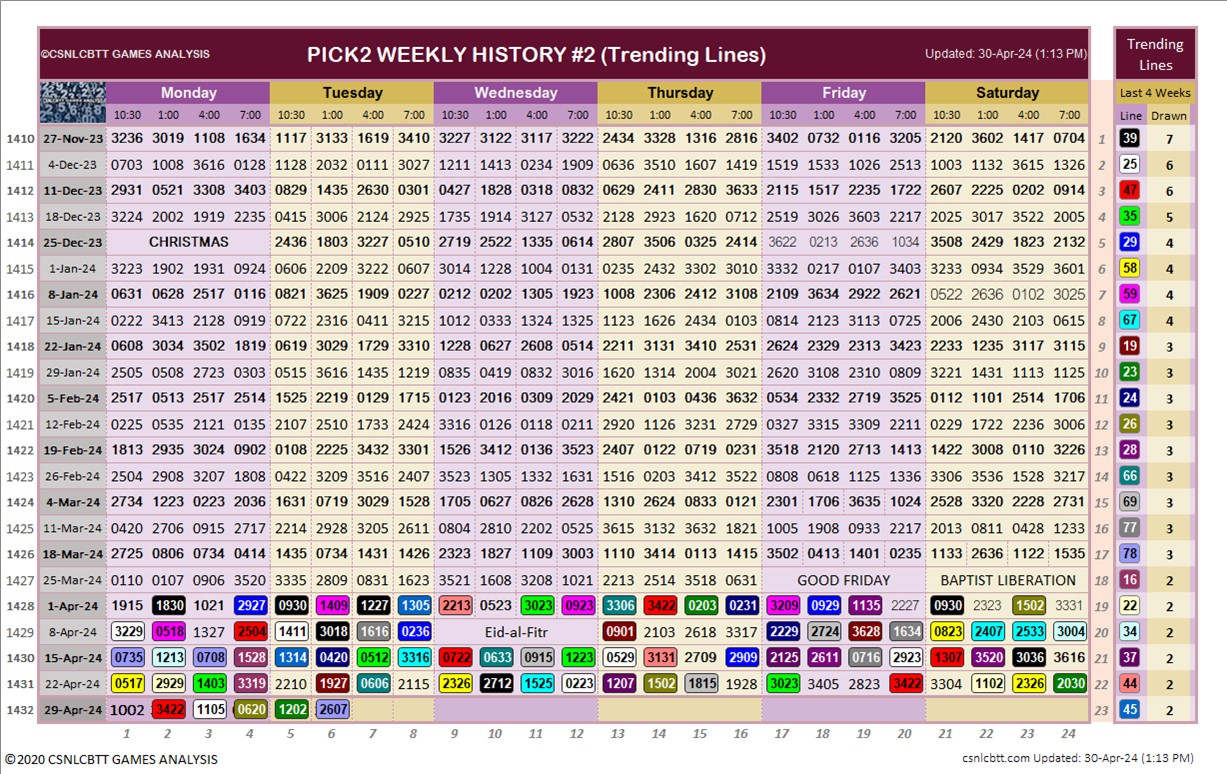 ©CSNLCBTT GAMES ANALYSIS PICK2 WEEKLY HISTORY #2 (Trending Lines) Updated: 30-Apr-24 (1:13 PM) Trending Lines
Monday Tuesday Wednesday Thursday Friday Saturday Last 4 Weeks
10:30 1:00 4:00 7:00 10:30 1:00 4:00 7:00 10:30 1:00 4:00 7:00 10:30 1:00 4:00 7:00 10:30 1:00 4:00 7:00 10:30 1:00 4:00 7:00 Line Drawn
1410 27-Nov-23 3236 3019 1108 1634 1117 3133 1619 3410 3227 3122 3117 3222 2434 3328 1316 2816 3402 0732 0116 3205 2120 3602 1417 0704 1 39 7
1411 4-Dec-23 0703 1008 3616 0128 1128 2032 0111 3027 1211 1413 0234 1909 0636 3510 1607 1419 1519 1533 1026 2513 1003 1132 3615 1326 2 25 6
1412 11-Dec-23 2931 0521 3308 3403 0829 1435 2630 0301 0427 1828 0318 0832 0629 2411 2830 3633 2115 1517 2235 1722 2607 2225 0202 0914 3 47 6
1413 18-Dec-23 3224 2002 1919 2235 0415 3006 2124 2925 1735 1914 3127 0532 2128 2923 1620 0712 2519 3026 3603 2217 2025 3017 3522 2005 4 35 5
1414 25-Dec-23 CHRISTMAS 2436 1803 3227 0510 2719 2522 1335 0614 2807 3506 0325 2414 3622 0213 2636 1034 3508 2429 1823 2132 5 29 4
1415 1-Jan-24 3223 1902 1931 0924 0606 2209 3222 0607 3014 1228 1004 0131 0235 2432 3302 3010 3332 0217 0107 3403 3233 0934 3529 3601 6 58 4
1416 8-Jan-24 0631 0628 2517 0116 0821 3625 1909 0227 0212 0202 1305 1923 1008 2306 2412 3108 2109 3634 2922 2621 0522 2636 0102 3025 7 59 4
1417 15-Jan-24 0222 3413 2128 0919 0722 2316 0411 3215 1012 0333 1324 1325 1123 1626 2434 0103 0814 2123 3113 0725 2006 2430 2103 0615 8 67 4
1418 22-Jan-24 0608 3034 3502 1819 0619 3029 1729 3310 1228 0627 2608 0514 2211 3131 3410 2531 2624 2329 2313 3423 2233 1235 3117 3115 9 19 3
1419 29-Jan-24 2505 0508 2723 0303 0515 3616 1435 1219 0835 0419 0832 3016 1620 1314 2004 3021 2620 3108 2310 0809 3221 1431 1113 1125 10 23 3
1420 5-Feb-24 2517 0513 2517 2514 1525 2219 0129 1715 0123 2016 0309 2029 2421 0103 0436 3632 0534 2332 2719 3525 0112 1101 2514 1706 11 24 3
1421 12-Feb-24 0225 0535 2121 0135 2107 2510 1733 2424 3316 0126 0118 0211 2920 1126 3231 2729 0327 3315 3309 2211 0229 1722 2236 3006 12 26 3
1422 19-Feb-24 1813 2935 3024 0902 0108 2225 3432 3301 1526 3412 0136 3523 2407 0122 0719 0231 3518 2120 2713 1413 1422 3008 0110 3226 13 28 3
1423 26-Feb-24 2504 2908 3207 1808 0422 3209 3516 2405 3523 1305 1332 1631 1516 0203 3412 3522 0808 0618 1125 1336 3306 3536 1528 3217 14 66 3
1424 4-Mar-24 2734 1223 0223 2036 1631 0719 3029 1528 1705 0627 0826 2628 1310 2624 0833 0121 2301 1706 3635 1024 2528 3320 2228 2731 15 69 3
1425 11-Mar-24 0420 2706 0915 2717 2214 2928 3205 2611 0804 2810 2202 0525 3615 3132 3632 1821 1005 1908 0933 2217 2013 0811 0428 1233 16 77 3
1426 18-Mar-24 2725 0806 0734 0414 1435 0734 1431 1426 2323 1827 1109 3003 1110 3414 0113 1415 3502 0413 1401 0235 1133 2636 1122 1535 17 78 3
1427 25-Mar-24 0110 0107 0906 3520 3335 2809 0831 1623 3521 1608 3208 1021 2213 2514 3518 0631 GOOD FRIDAY BAPTIST LIBERATION 18 16 2
1428 1-Apr-24 1915 1830 1021 2927 0930 1409 1227 1305 2213 0523 3023 0923 3306 3422 0203 0231 3209 0929 1135 2227 0930 2323 1502 3331 19 22 2
1429 8-Apr-24 3229 0518 1327 2504 1411 3018 1616 0236 Eid-al-Fitr 0901 2103 2618 3317 2229 2724 3628 1634 0823 2407 2533 3004 20 34 2
1430 15-Apr-24 0735 1213 0708 1528 1314 0420 0512 3316 0722 0633 0915 1223 0529 3131 2709 2909 2125 2611 0716 2923 1307 3520 3036 3616 21 37 2
1431 22-Apr-24 0517 2929 1403 3319 2210 1927 0606 2115 2326 2712 1525 0223 1207 1502 1815 1928 3023 3405 2823 3422 3304 1102 2326 2030 22 44 2
1432 29-Apr-24 1002 3422 1105 0620 1202 2607 23 45 2
1 2 3 4 5 6 7 8 9 10 11 12 13 14 15 16 17 18 19 20 21 22 23 24
©2020 CSNLCBTT GAMES ANALYSIS csnlcbtt.com Updated: 30-Apr-24 (1:13 PM)